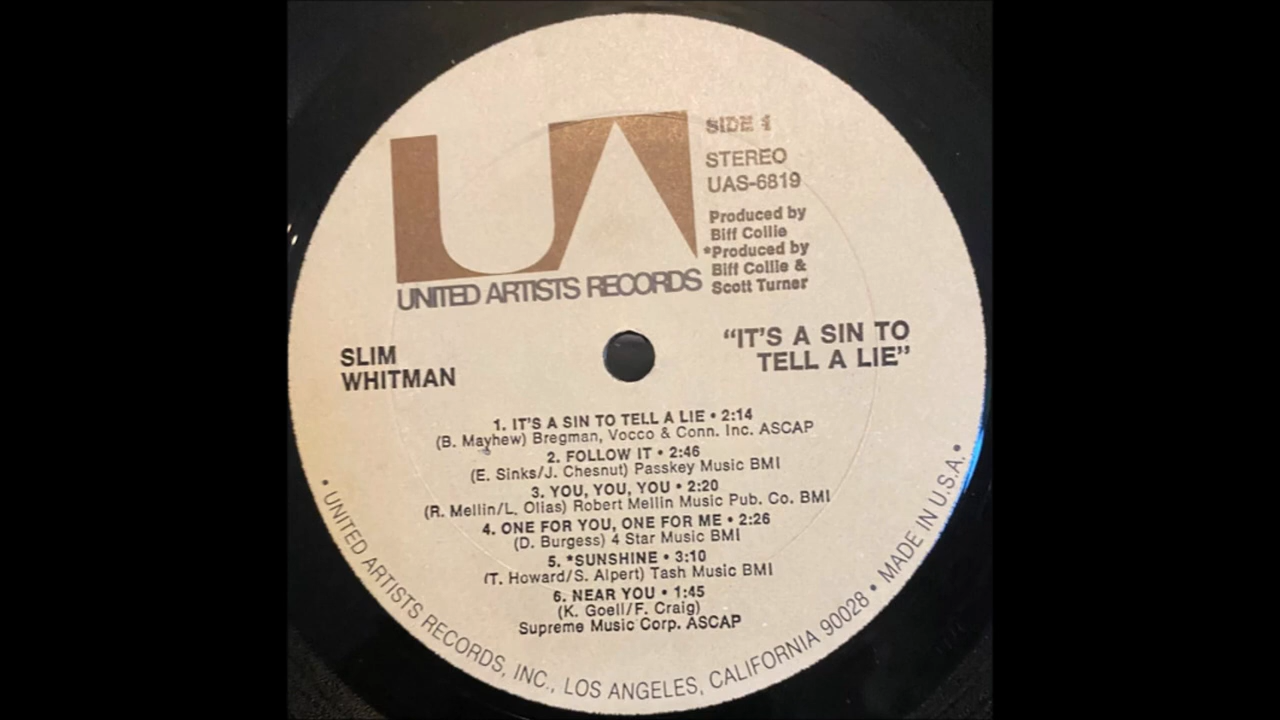 UA
UNITED ARTISTS RECORDS
SIDE 1
STEREO
UAS-6819
Produced by
Biff Collie
*Produced by
Biff Collie &
Scott Turner
SLIM
WHITMAN
“IT'S A SIN TO
TELL A LIE”
1. IT'S A SIN TO TELL A LIE • 2:14
(B. Mayhew) Bregman, Vocco & Conn. Inc. ASCAP
2. FOLLOW IT • 2:46
(E. Sinks/J. Chesnut) Passkey Music BMI
3. YOU, YOU, YOU • 2:20
(R. Mellin/L. Olias) Robert Mellin Music Pub. Co. BMI
4. ONE FOR YOU, ONE FOR ME • 2:26
(D. Burgess) 4 Star Music BMI
5. *SUNSHINE • 3:10
(T. Howard/S. Alpert) Tash Music BMI
6. NEAR YOU • 1:45
(K. Goell/F. Craig)
Supreme Music Corp. ASCAP
• UNITED ARTISTS RECORDS, INC., LOS ANGELES, CALIFORNIA 90028 • MADE IN U.S.A. •